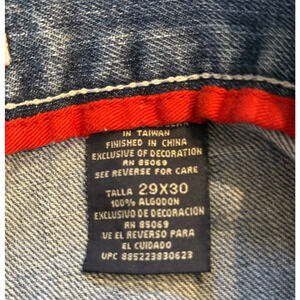 IN TAIWAN
FINISHED IN CHINA
EXCLUSIVE OF DECORATION
RN 85069
SEE REVERSE FOR CARE
TALLA 29X30
100% ALGODON
EXCLUSIVO DE DECORACION
RN 85069
VE EL REVERSO PARA
EL CUIDADO
UPC 885223830623